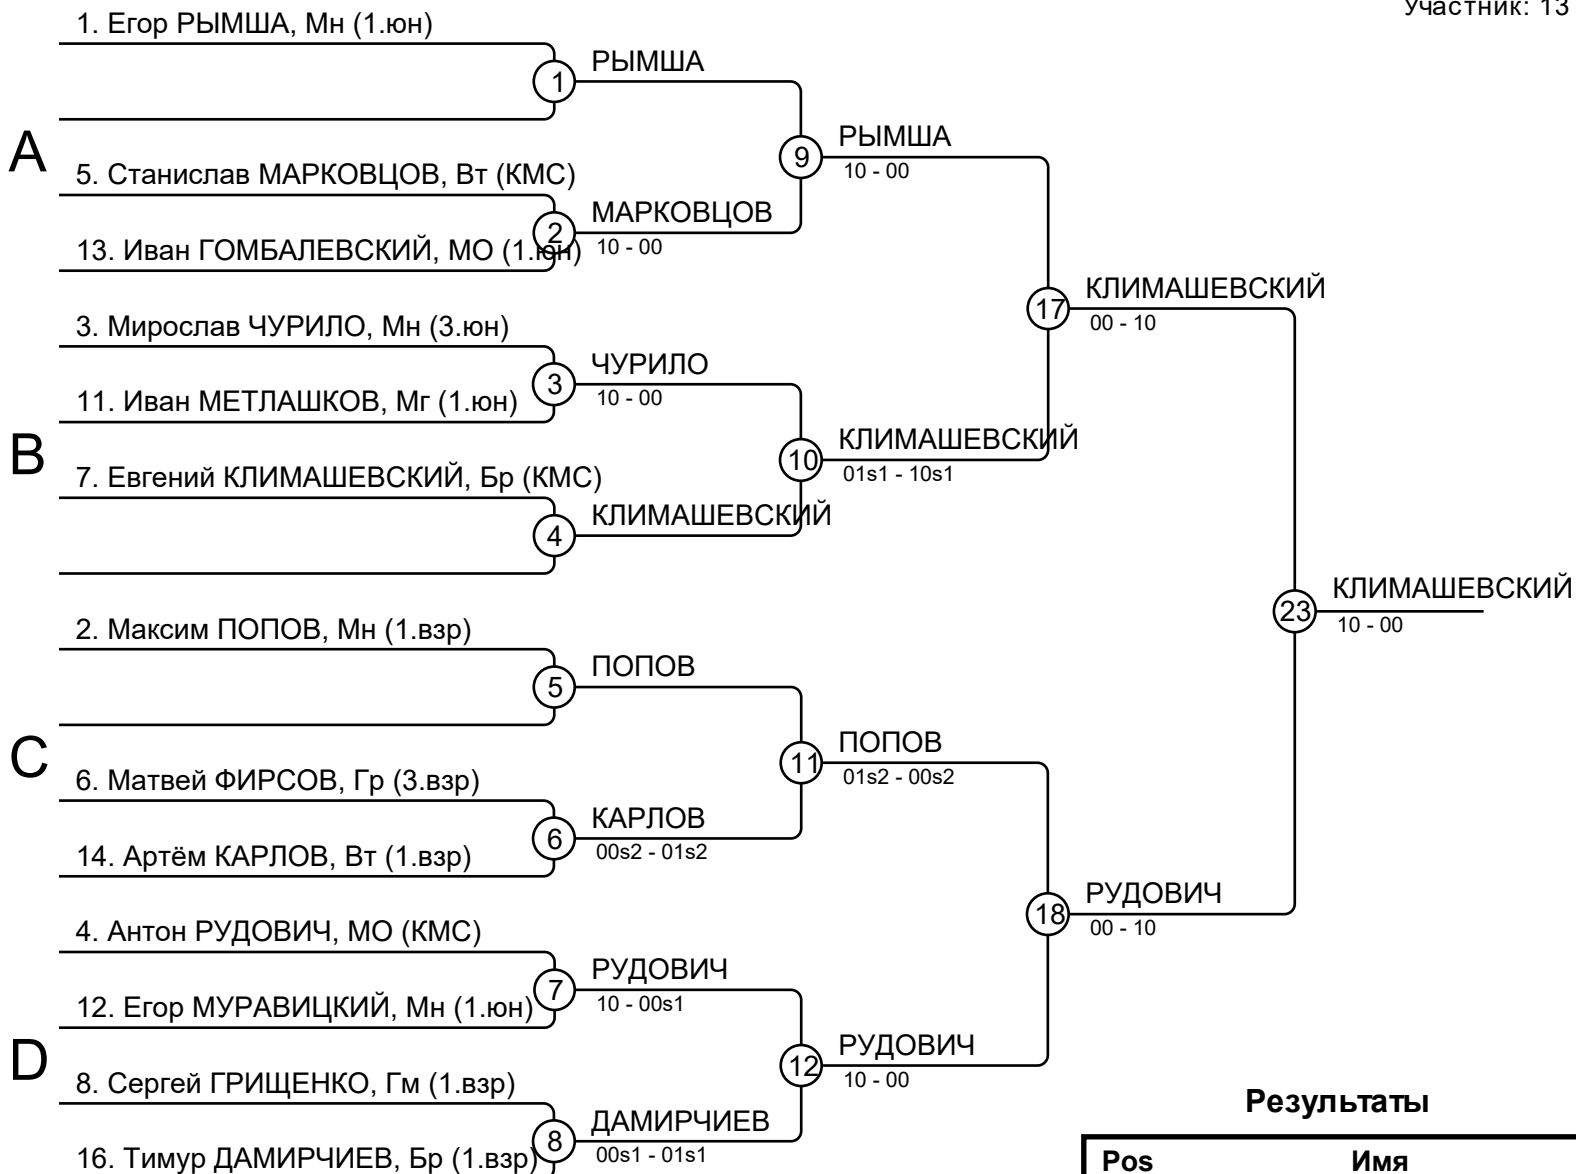 Участник: 13
1. Егор РЫМША, Мн (1.юн)
1
РЫМША
A
9
РЫМША
10 - 00
5. Станислав МАРКОВЦОВ, Вт (КМС)
2
МАРКОВЦОВ
10 - 00
13. Иван ГОМБАЛЕВСКИЙ, МО (1.юн)
17
КЛИМАШЕВСКИЙ
00 - 10
3. Мирослав ЧУРИЛО, Мн (3.юн)
3
ЧУРИЛО
10 - 00
11. Иван МЕТЛАШКОВ, Мг (1.юн)
B
10
КЛИМАШЕВСКИЙ
01s1 - 10s1
7. Евгений КЛИМАШЕВСКИЙ, Бр (КМС)
4
КЛИМАШЕВСКИЙ
23
КЛИМАШЕВСКИЙ
10 - 00
2. Максим ПОПОВ, Мн (1.взр)
5
ПОПОВ
C
11
ПОПОВ
01s2 - 00s2
6. Матвей ФИРСОВ, Гр (3.взр)
6
КАРЛОВ
00s2 - 01s2
14. Артём КАРЛОВ, Вт (1.взр)
18
РУДОВИЧ
00 - 10
4. Антон РУДОВИЧ, МО (КМС)
7
РУДОВИЧ
10 - 00s1
12. Егор МУРАВИЦКИЙ, Мн (1.юн)
D
12
РУДОВИЧ
10 - 00
8. Сергей ГРИЩЕНКО, Гм (1.взр)
8
ДАМИРЧИЕВ
00s1 - 01s1
16. Тимур ДАМИРЧИЕВ, Бр (1.взр)
Результаты
Pos Имя